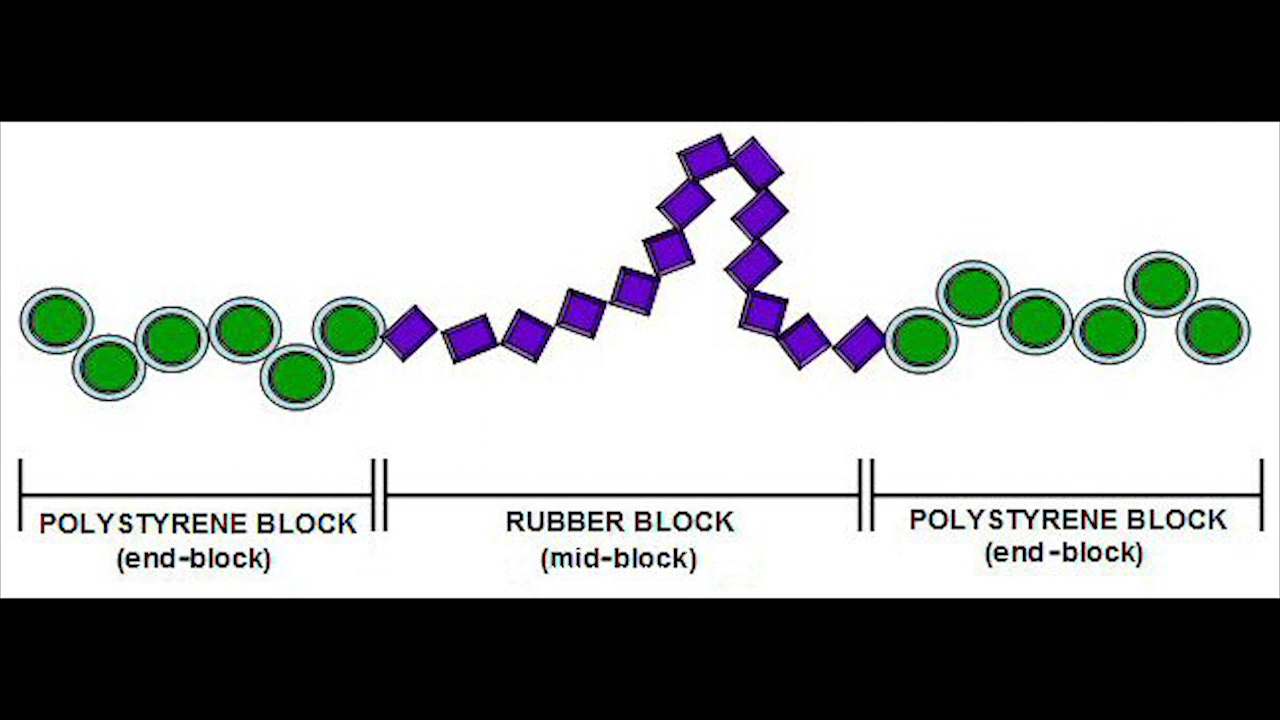 POLYSTYRENE BLOCK
(end-block)
RUBBER BLOCK
(mid-block)
POLYSTYRENE BLOCK
(end-block)